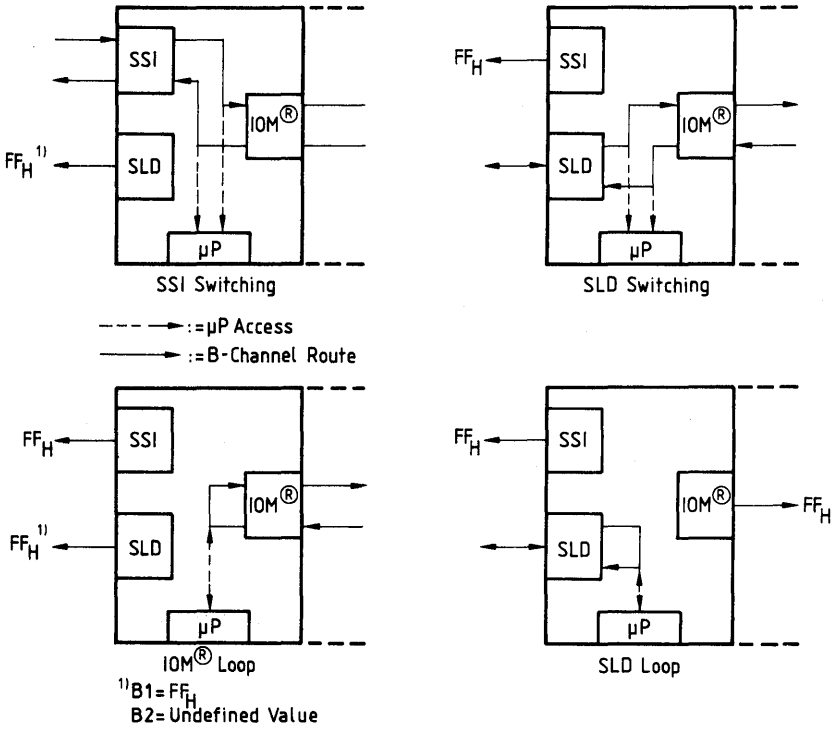 SSI
IOM®
FFH 1)
SLD
µP
SSI Switching
FFH
SSI
IOM®
SLD
µP
SLD Switching
:=µP Access
:=B-Channel Route
FFH
SSI
IOM®
FFH 1)
SLD
µP
IOM® Loop
1)B1=FFH
B2=Undefined Value
FFH
SSI
IOM®
FFH
SLD
µP
SLD Loop